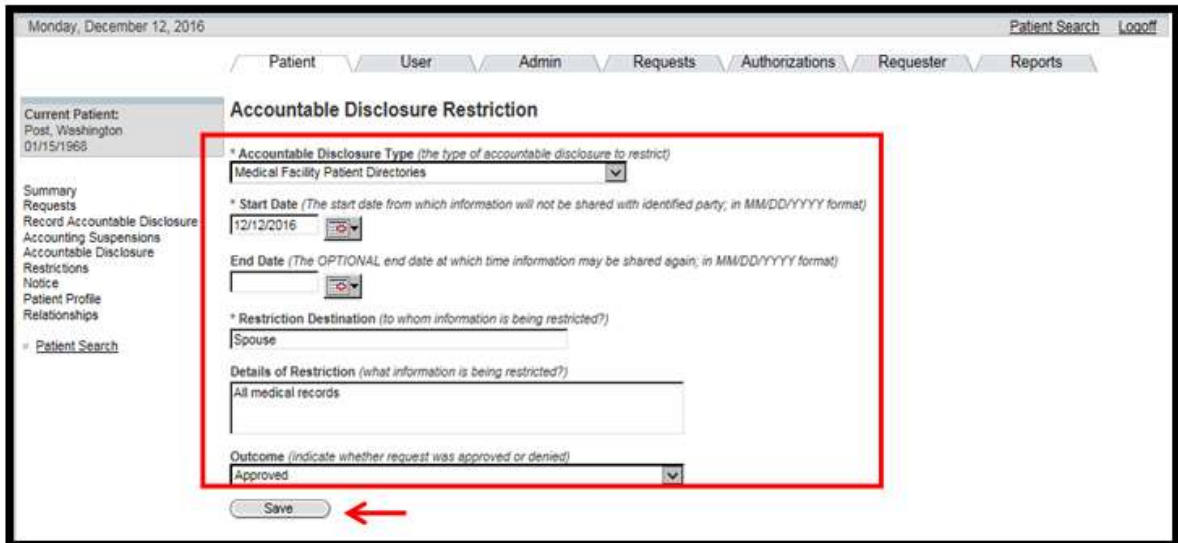 Monday, December 12, 2016
Patient Search Logoff
Patient User Admin Requests Authorizations Requester Reports
Current Patient:
Post, Washington
01/15/1968
Summary
Requests
Record Accountable Disclosure
Accounting Suspensions
Accountable Disclosure
Restrictions
Notice
Patient Profile
Relationships
Patient Search
Accountable Disclosure Restriction
* Accountable Disclosure Type (the type of accountable disclosure to restrict)
Medical Facility Patient Directories
* Start Date (The start date from which information will not be shared with identified party; in MM/DD/YYYY format)
12/12/2016
End Date (The OPTIONAL end date at which time information may be shared again; in MM/DD/YYYY format)
* Restriction Destination (to whom information is being restricted?)
Spouse
Details of Restriction (what information is being restricted?)
All medical records
Outcome (indicate whether request was approved or denied)
Approved
Save